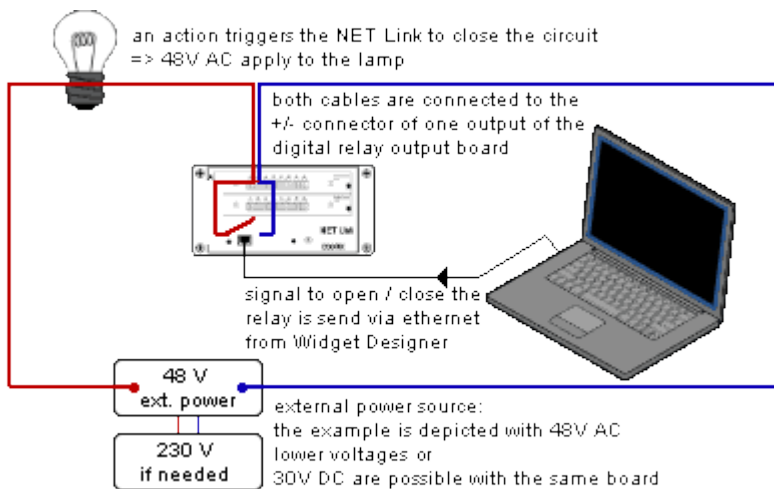 an action triggers the NET Link to close the circuit
=> 48V AC apply to the lamp
both cables are connected to the
+/- connector of one output of the
digital relay output board
NET Link
signal to open / close the
relay is send via ethernet
from Widget Designer
48 V
ext. power
230 V
if needed
external power source:
the example is depicted with 48V AC
lower voltages or
30V DC are possible with the same board